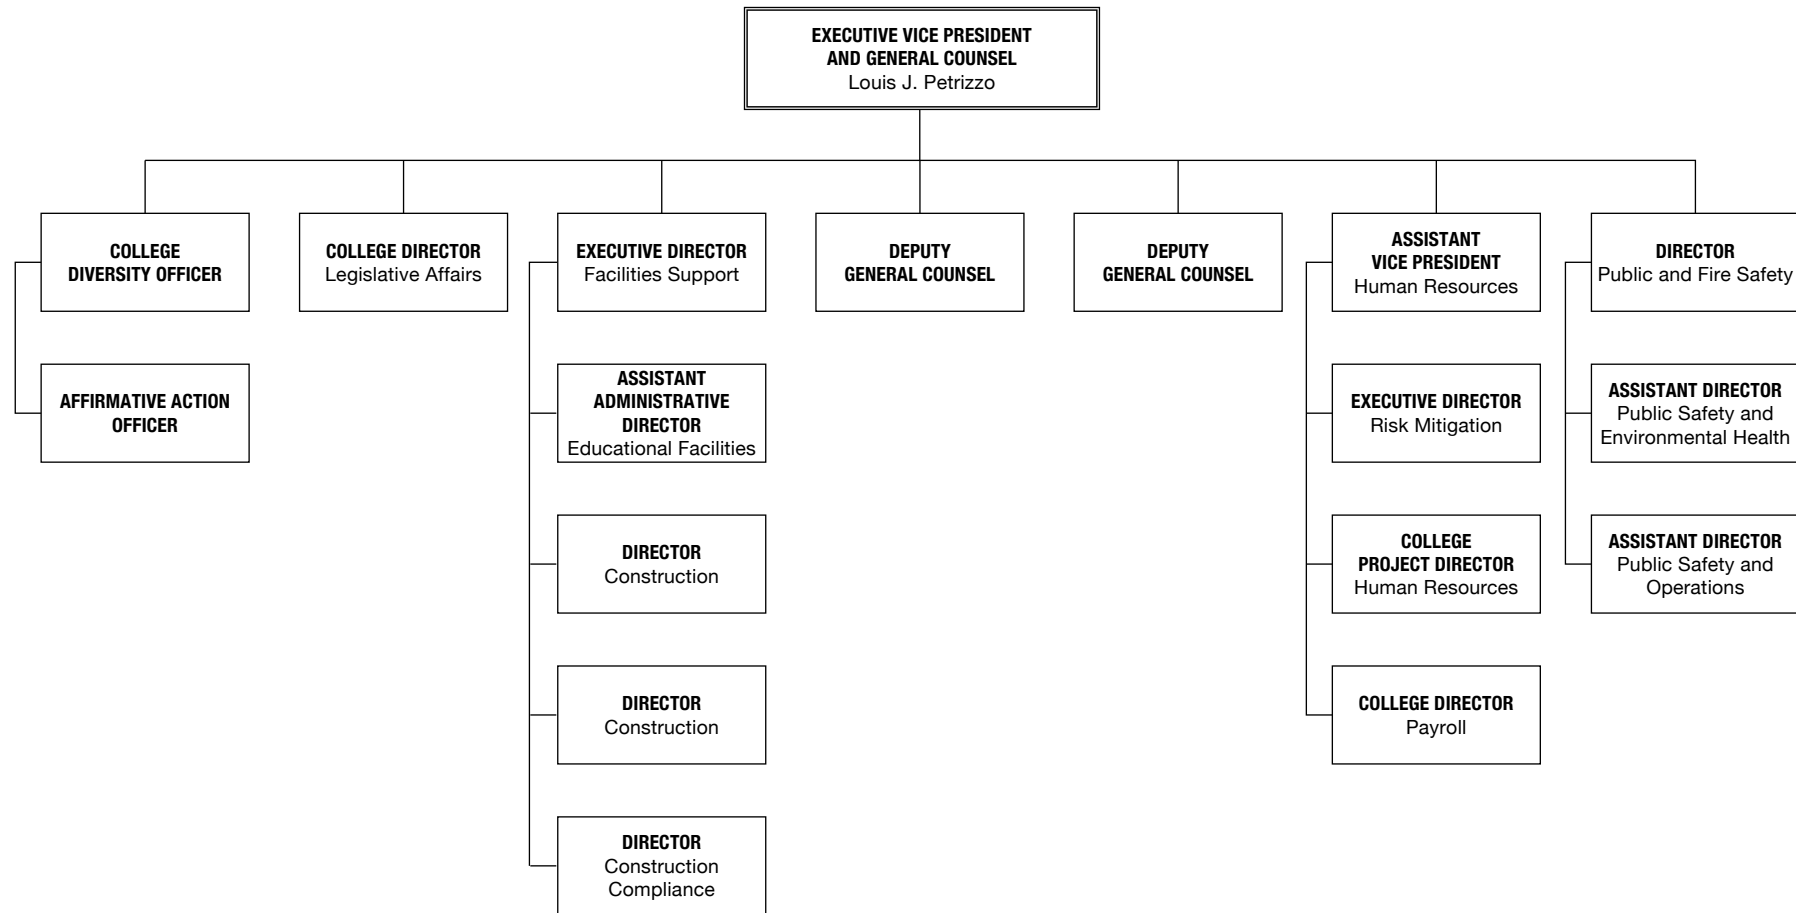 EXECUTIVE VICE PRESIDENT
AND GENERAL COUNSEL
Louis J. Petrizzo
COLLEGE
DIVERSITY OFFICER
COLLEGE DIRECTOR
Legislative Affairs
EXECUTIVE DIRECTOR
Facilities Support
DEPUTY
GENERAL COUNSEL
DEPUTY
GENERAL COUNSEL
ASSISTANT
VICE PRESIDENT
Human Resources
DIRECTOR
Public and Fire Safety
AFFIRMATIVE ACTION
OFFICER
ASSISTANT
ADMINISTRATIVE
DIRECTOR
Educational Facilities
EXECUTIVE DIRECTOR
Risk Mitigation
ASSISTANT DIRECTOR
Public Safety and
Environmental Health
DIRECTOR
Construction
COLLEGE
PROJECT DIRECTOR
Human Resources
ASSISTANT DIRECTOR
Public Safety and
Operations
DIRECTOR
Construction
COLLEGE DIRECTOR
Payroll
DIRECTOR
Construction
Compliance